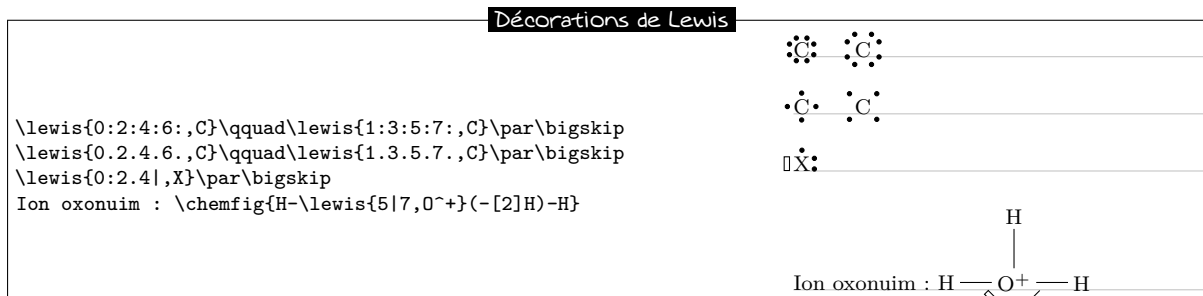 Décorations de Lewis
\lewis{0:2:4:6:,C}\qquad\lewis{1:3:5:7:,C}\par\bigskip
\lewis{0.2.4.6.,C}\qquad\lewis{1.3.5.7.,C}\par\bigskip
\lewis{0:2.4|,X}\par\bigskip
Ion oxonuim : \chemfig{H-\lewis{5|7,O^+}(-[2]H)-H}
C C
C C
X
H
Ion oxonuim : H O+ H